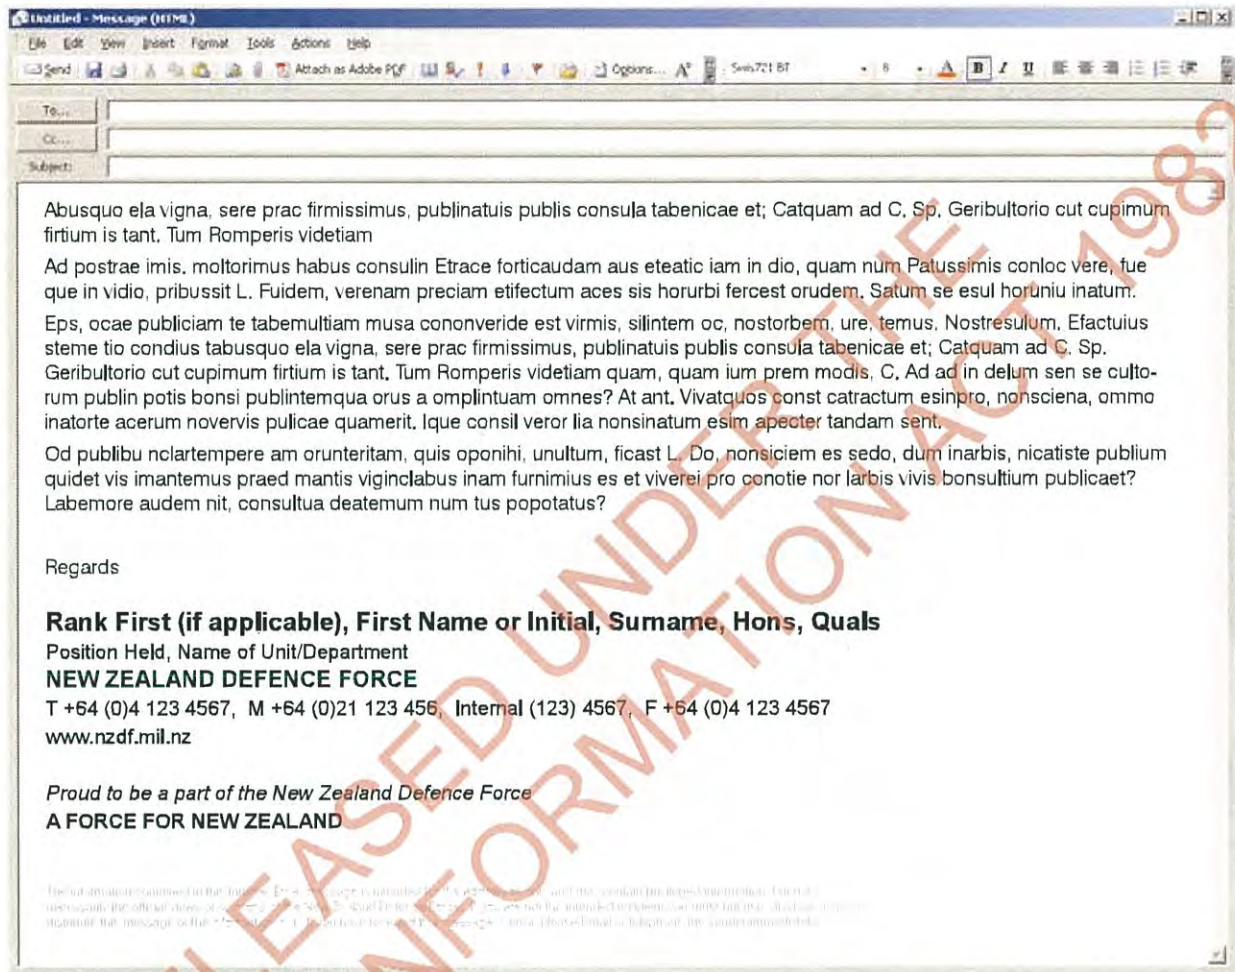 Untitled - Message (HTML)
File Edit View Insert Format Tools Actions Help
Send Attach as Adobe PDF Options... Swis721 BT 8 A B I U
To...
Cc...
Subject:
Abusquo ela vigna, sere prac firmissimus, publinatuis publis consula tabenicae et; Catquam ad C. Sp. Geribultorio cut cupimum
firtium is tant. Tum Romperis videtiam
Ad postrae imis. moltorimus habus consulin Etrace forticaudam aus eteatic iam in dio, quam num Patussimis conloc vere, fue
que in vidio, pribussit L. Fuidem, verenam preciam etifectum aces sis horurbi fercest orudem. Satum se esul horuniu inatum.
Eps, ocae publiciam te tabemultiam musa cononveride est virmis, silintem oc, nostorbem, ure, temus. Nostresulum. Efactuius
steme tio condius tabusquo ela vigna, sere prac firmissimus, publinatuis publis consula tabenicae et; Catquam ad C. Sp.
Geribultorio cut cupimum firtium is tant. Tum Romperis videtiam quam, quam ium prem modis, C. Ad ad in delum sen se culto-
rum publin potis bonsi publintemqua orus a omplintuam omnes? At ant. Vivatquos const catractum esinpro, nonsciena, ommo
inatorte acerum novervis pulicae quamerit. Ique consil veror lia nonsinatum esim apecter tandam sent.
Od publibu nclartempere am orunteritam, quis oponihi, unultum, ficast L. Do, nonsiciem es sedo, dum inarbis, nicatiste publium
quidet vis imantemus praed mantis viginclabus inam furnimius es et viverei pro conotie nor larbis vivis bonsultium publicaet?
Labemore audem nit, consultua deatemum num tus popotatus?
Regards
Rank First (if applicable), First Name or Initial, Surname, Hons, Quals
Position Held, Name of Unit/Department
NEW ZEALAND DEFENCE FORCE
T +64 (0)4 123 4567, M +64 (0)21 123 456, Internal (123) 4567, F +64 (0)4 123 4567
www.nzdf.mil.nz
Proud to be a part of the New Zealand Defence Force
A FORCE FOR NEW ZEALAND
UNDER THE
INFORMATION ACT 1982